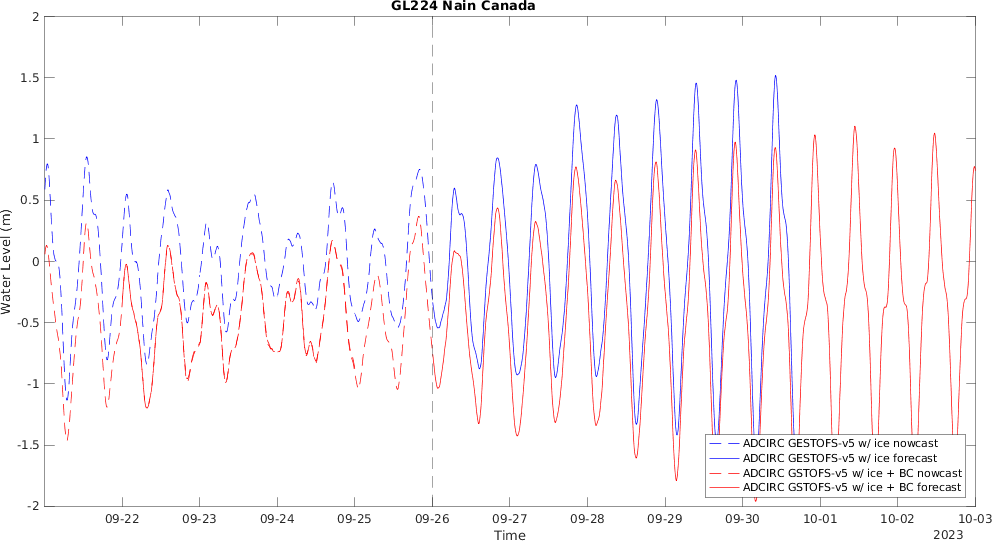 GL224 Nain Canada
2
1.5
1
0.5
0
-0.5
-1
-1.5
-2
Water Level (m)
ADCIRC GESTOFS-v5 w/ ice nowcast
ADCIRC GESTOFS-v5 w/ ice forecast
ADCIRC GSTOFS-v5 w/ ice + BC nowcast
ADCIRC GSTOFS-v5 w/ ice + BC forecast
09-22 09-23 09-24 09-25 09-26 09-27 09-28 09-29 09-30 10-01 10-02 10-03
Time
2023